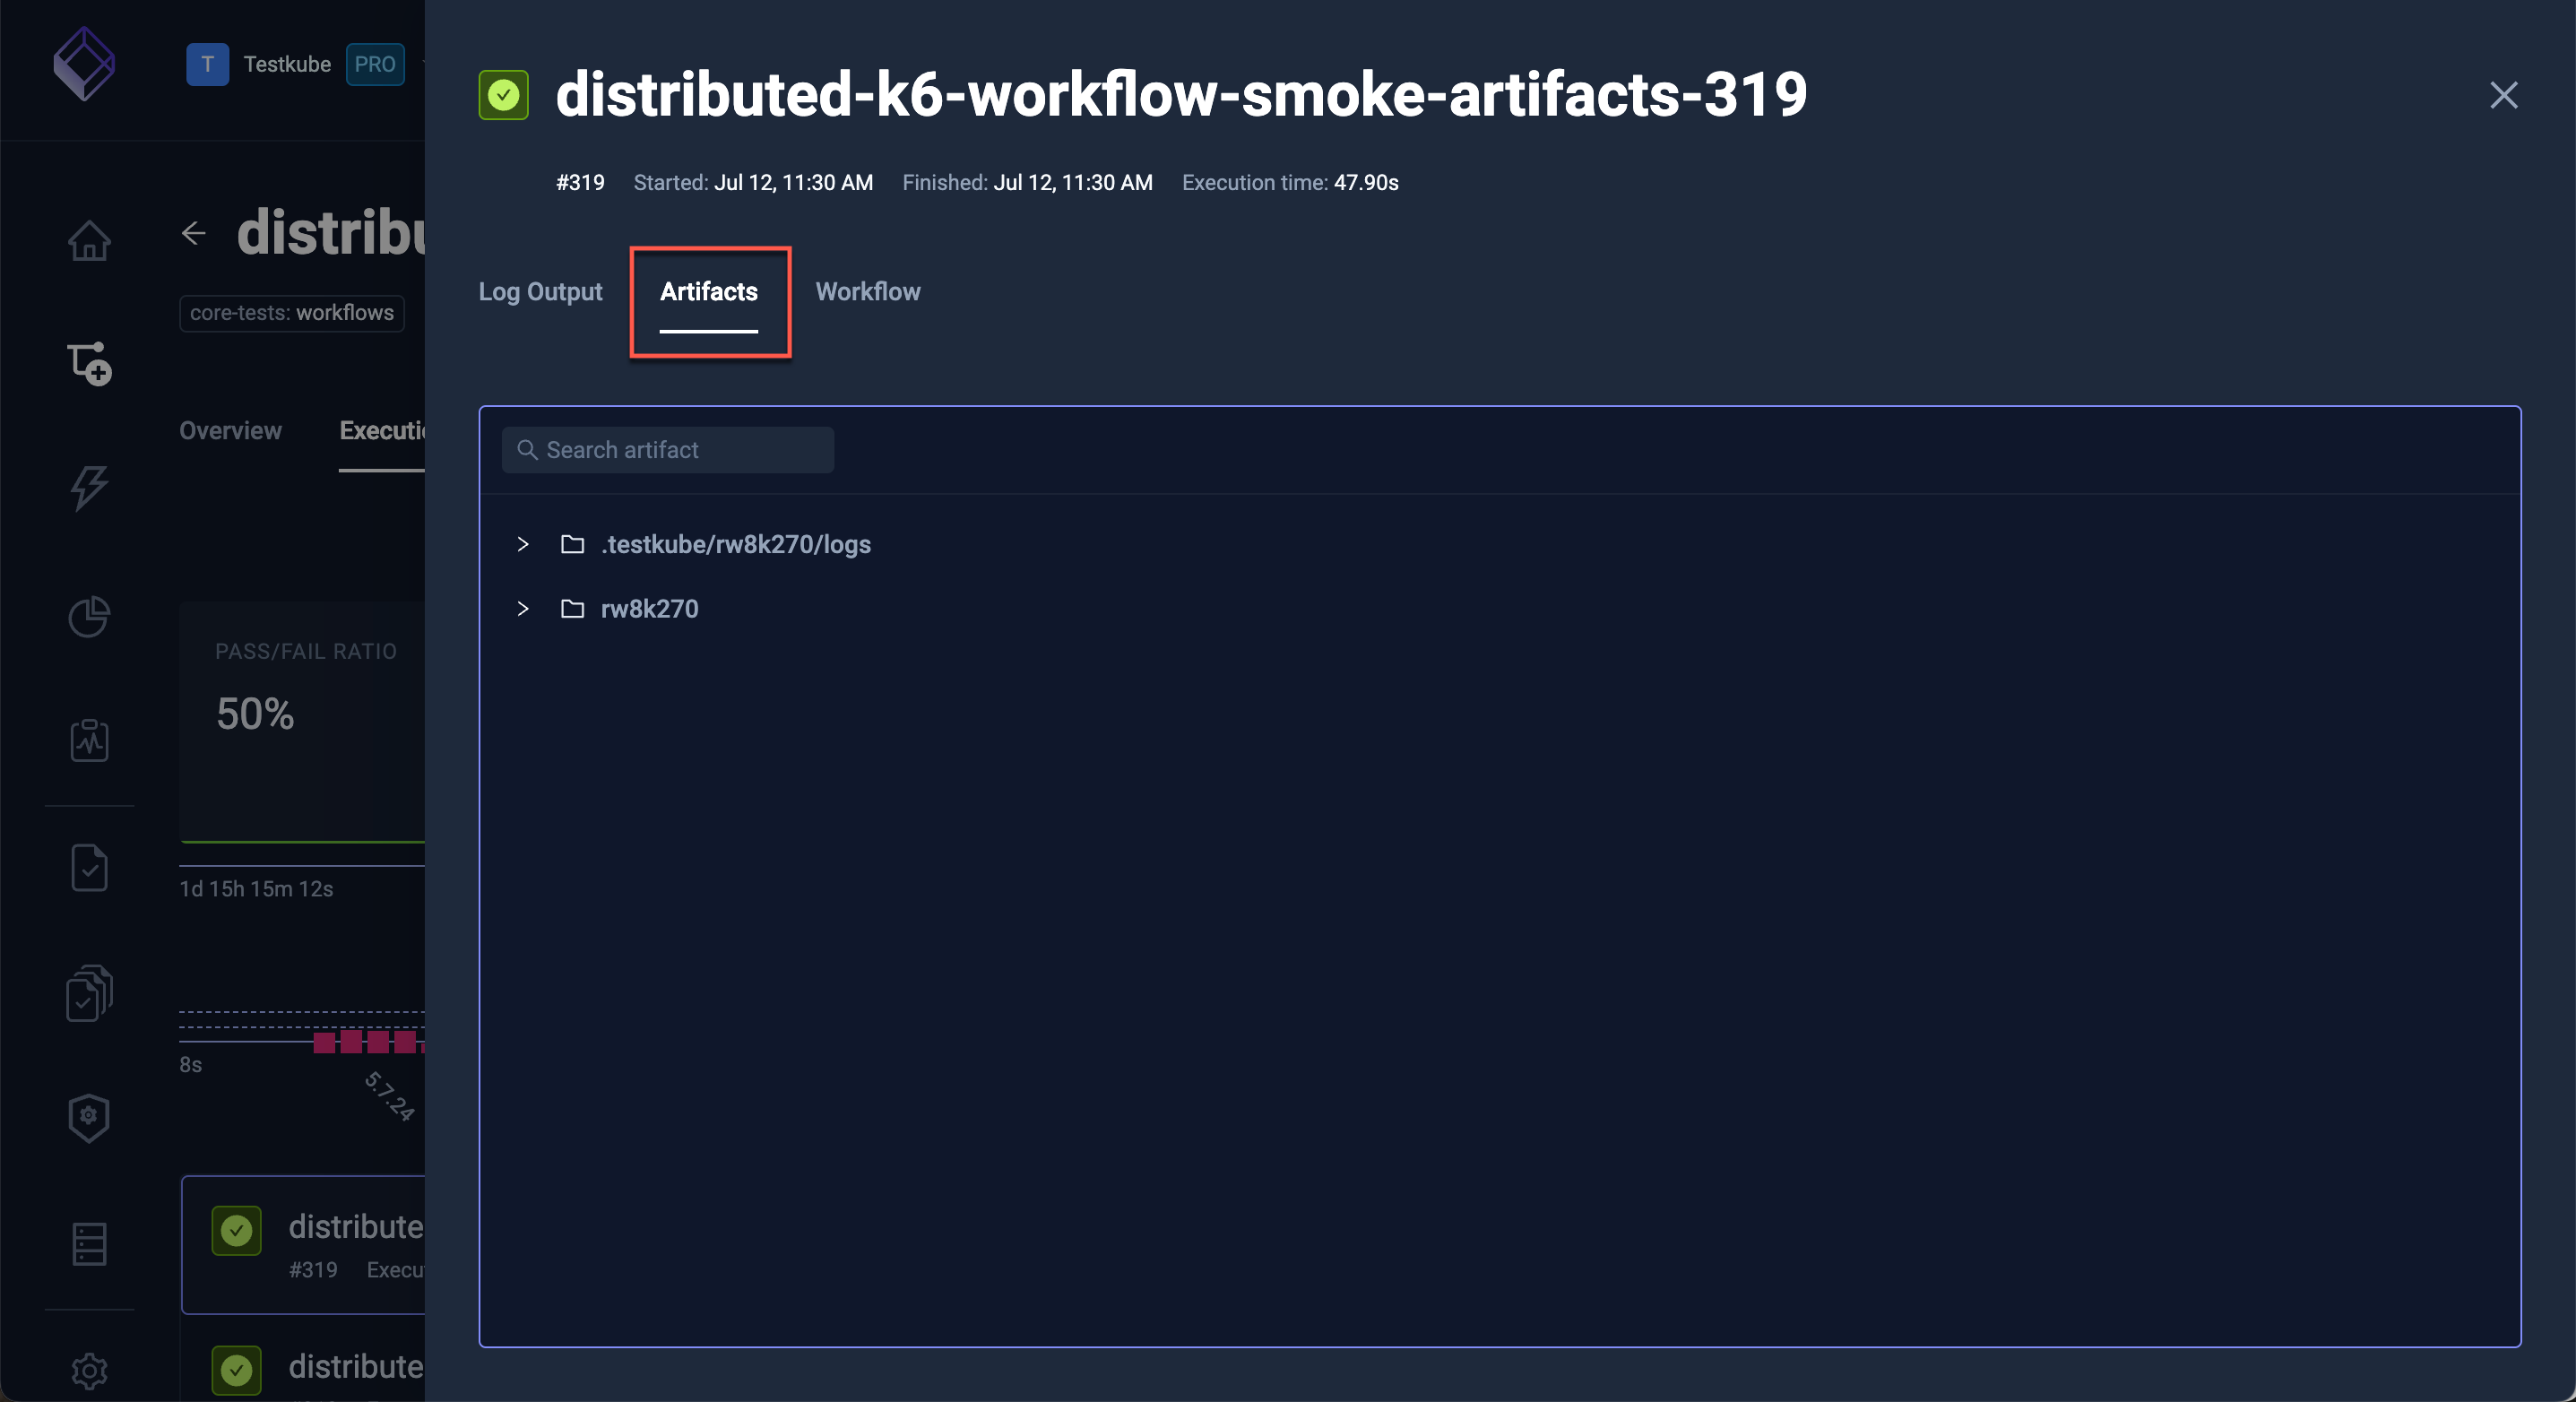 T Testkube PRO
distribu
core-tests: workflows
Overview Executi
PASS/FAIL RATIO
50%
1d 15h 15m 12s
8s
5.7.24
distribute
#319 Execu
distribute
distributed-k6-workflow-smoke-artifacts-319
#319 Started: Jul 12, 11:30 AM Finished: Jul 12, 11:30 AM Execution time: 47.90s
Log Output Artifacts Workflow
Search artifact
.testkube/rw8k270/logs
rw8k270